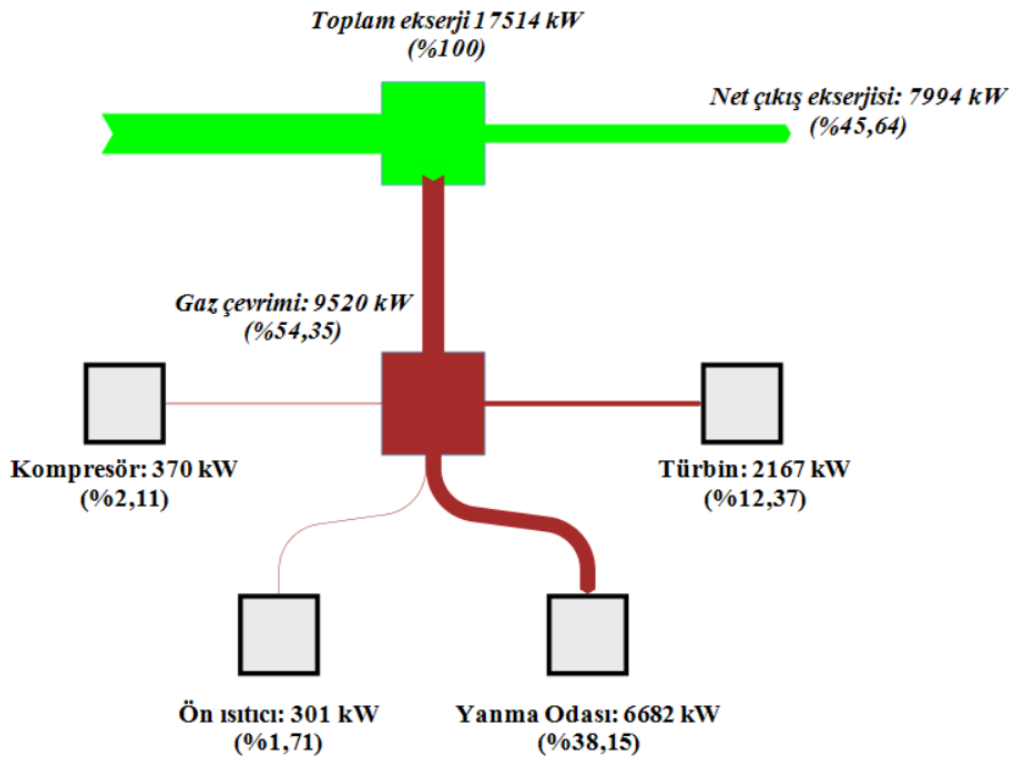 Toplam ekserji 17514 kW
(%100)
Net çıkış ekserjisi: 7994 kW
(%45,64)
Gaz çevrimi: 9520 kW
(%54,35)
Kompresör: 370 kW
(%2,11)
Türbin: 2167 kW
(%12,37)
Ön ısıtıcı: 301 kW
(%1,71)
Yanma Odası: 6682 kW
(%38,15)